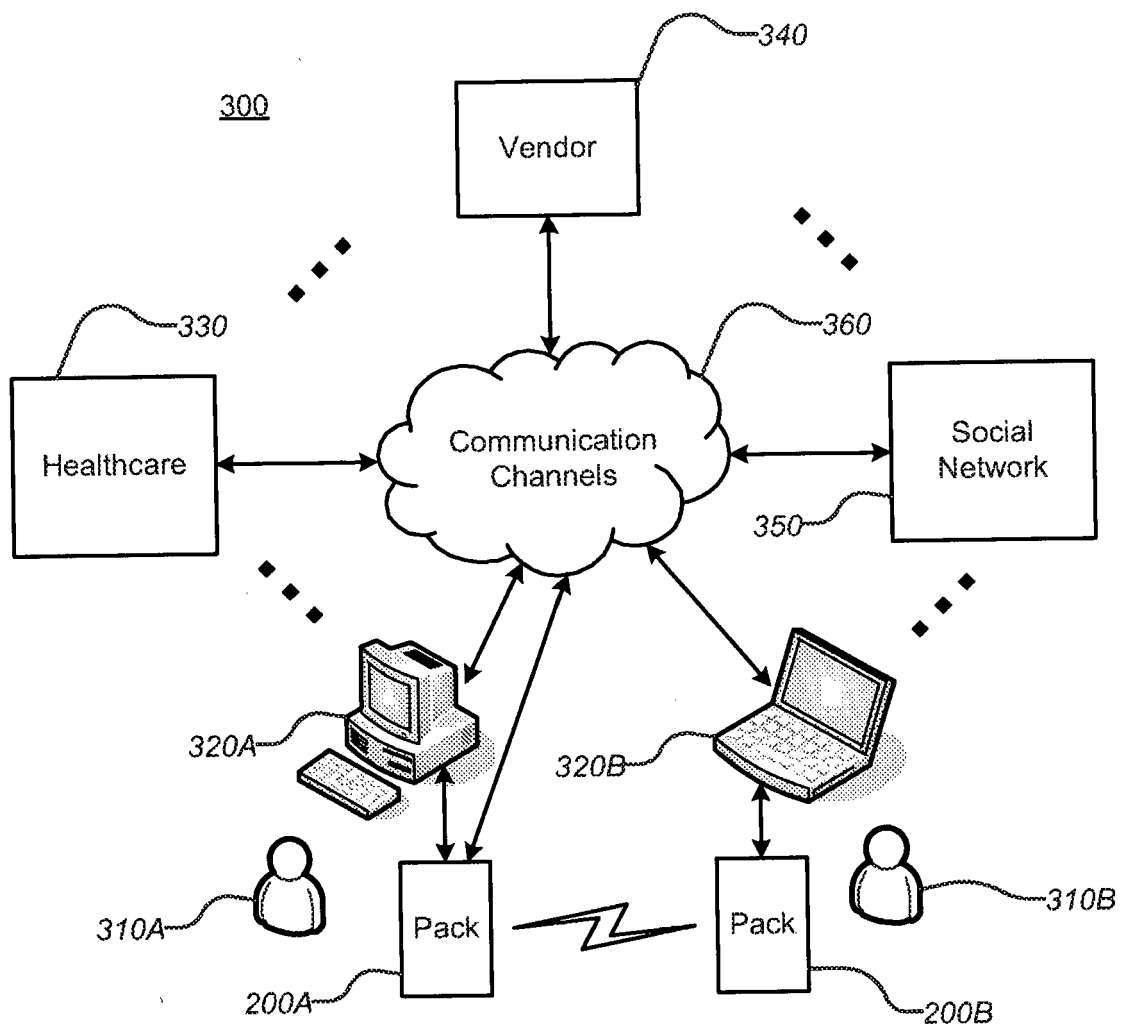 340
300
Vendor
330
360
Healthcare
Communication
Channels
Social
Network
350
320A
320B
310A
Pack
Pack
310B
200A
200B